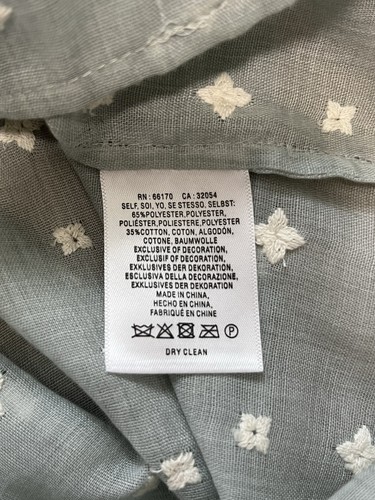 RN : 66170 CA : 32054
SELF, SOI, YO, SE STESSO, SELBST:
65%POLYESTER,POLYESTER,
POLIÉSTER,POLIESTERE,POLYESTER
35%COTTON, COTON, ALGODÓN,
COTONE, BAUMWOLLE
EXCLUSIVE OF DECORATION,
EXCLUSIF OF DECORATION,
EXKLUSIVES DER DEKORATION,
ESCLUSIVA DELLA DECORAZIONE,
EXKLUSIVES DER DEKORATION
MADE IN CHINA,
HECHO EN CHINA,
FABRIQUÉ EN CHINE
P
DRY CLEAN